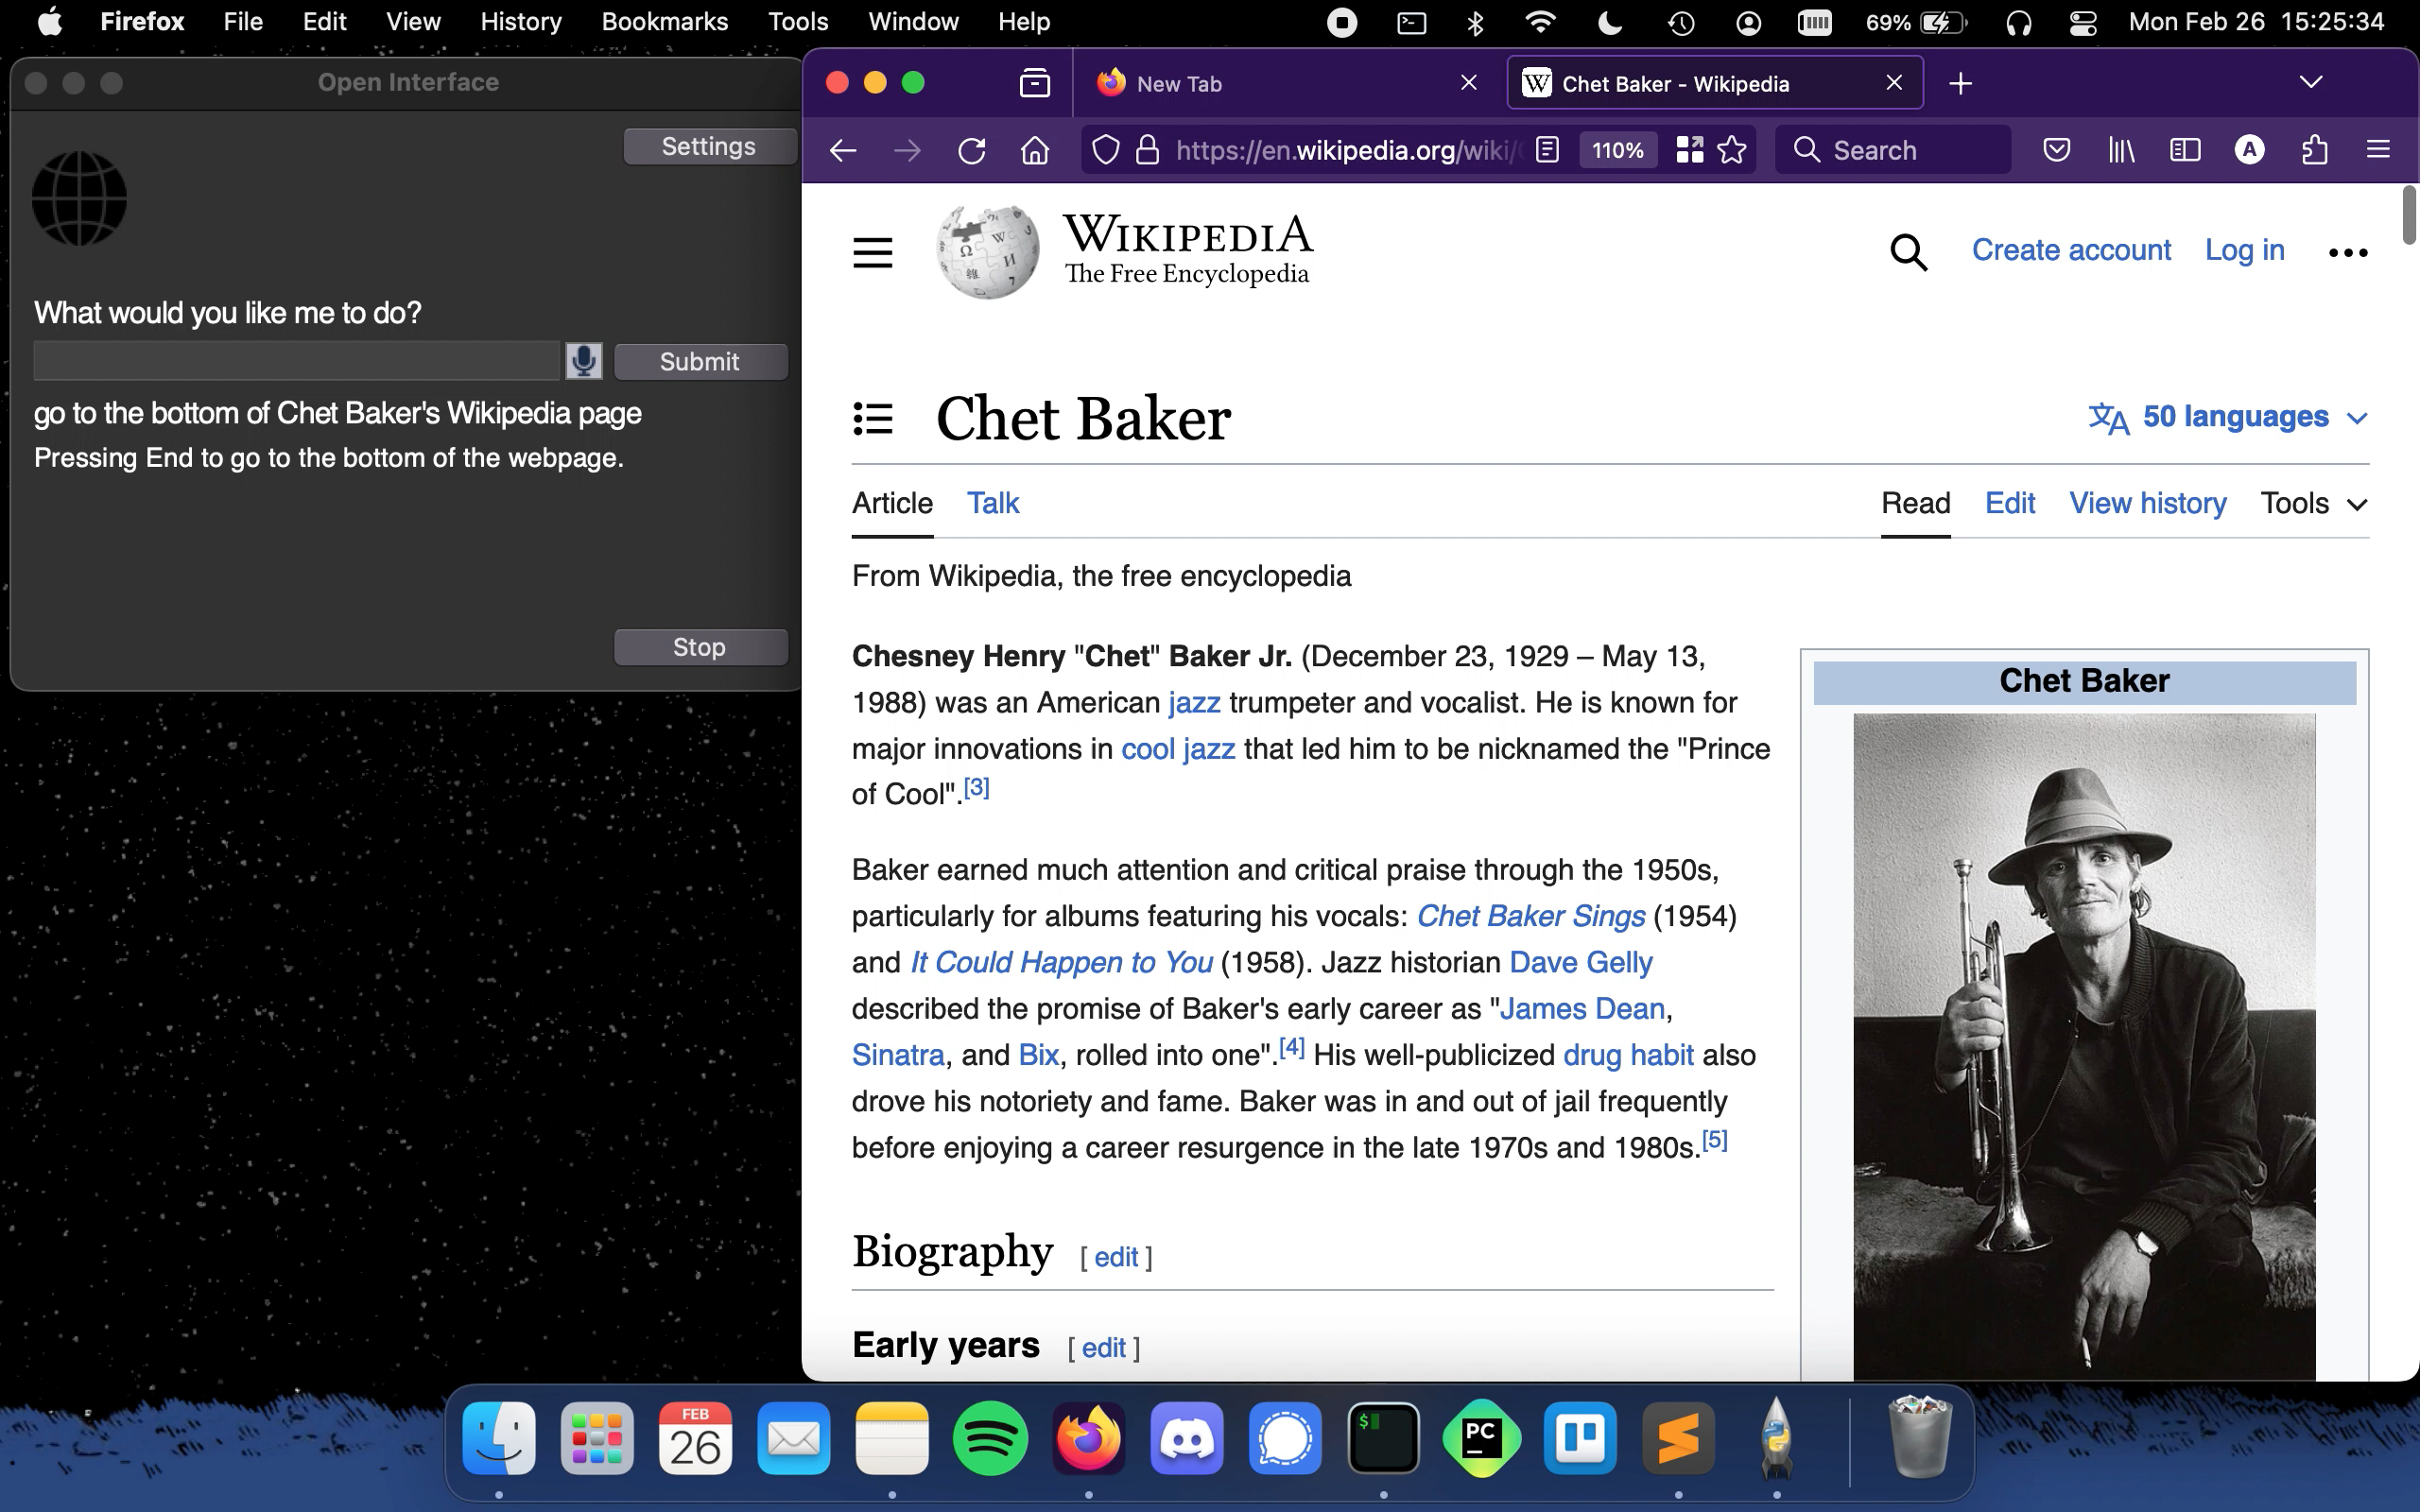 Firefox File Edit View History Bookmarks Tools Window Help
69% Mon Feb 26 15:25:34
Open Interface
Settings
What would you like me to do?
Submit
go to the bottom of Chet Baker's Wikipedia page
Pressing End to go to the bottom of the webpage.
Stop
New Tab
Chet Baker - Wikipedia
https://en.wikipedia.org/wiki/
110%
Search
A
WIKIPEDIA
The Free Encyclopedia
Create account Log in
Chet Baker
50 languages
Article Talk
Read Edit View history Tools
From Wikipedia, the free encyclopedia
Chesney Henry "Chet" Baker Jr. (December 23, 1929 – May 13,
1988) was an American jazz trumpeter and vocalist. He is known for
major innovations in cool jazz that led him to be nicknamed the "Prince
of Cool".[3]
Baker earned much attention and critical praise through the 1950s,
particularly for albums featuring his vocals: Chet Baker Sings (1954)
and It Could Happen to You (1958). Jazz historian Dave Gelly
described the promise of Baker's early career as "James Dean,
Sinatra, and Bix, rolled into one".[4] His well-publicized drug habit also
drove his notoriety and fame. Baker was in and out of jail frequently
before enjoying a career resurgence in the late 1970s and 1980s.[5]
Biography [ edit ]
Early years [ edit ]
Chet Baker
FEB
26
$
PC